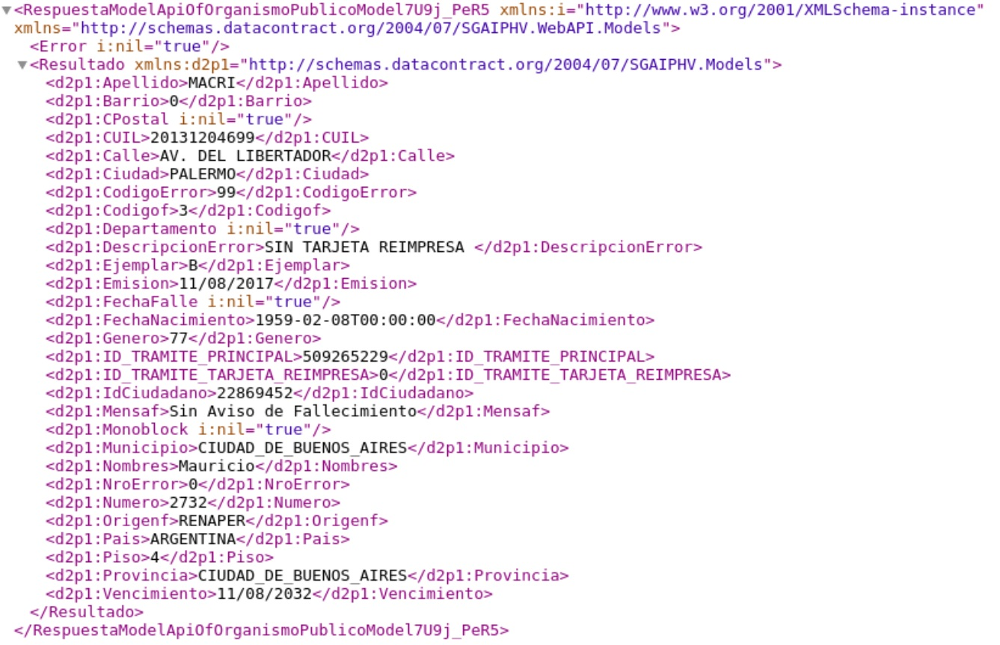 ▼<RespuestaModelApiOfOrganismoPublicoModel7U9j_PeR5 xmlns:i="http://www.w3.org/2001/XMLSchema-instance"
xmlns="http://schemas.datacontract.org/2004/07/SGAIPHV.WebAPI.Models">
<Error i:nil="true"/>
▼<Resultado xmlns:d2p1="http://schemas.datacontract.org/2004/07/SGAIPHV.Models">
<d2p1:Apellido>MACRI</d2p1:Apellido>
<d2p1:Barrio>0</d2p1:Barrio>
<d2p1:CPostal i:nil="true"/>
<d2p1:CUIL>20131204699</d2p1:CUIL>
<d2p1:Calle>AV. DEL LIBERTADOR</d2p1:Calle>
<d2p1:Ciudad>PALERMO</d2p1:Ciudad>
<d2p1:CodigoError>99</d2p1:CodigoError>
<d2p1:Codigof>3</d2p1:Codigof>
<d2p1:Departamento i:nil="true"/>
<d2p1:DescripcionError>SIN TARJETA REIMPRESA </d2p1:DescripcionError>
<d2p1:Ejemplar>B</d2p1:Ejemplar>
<d2p1:Emision>11/08/2017</d2p1:Emision>
<d2p1:FechaFalle i:nil="true"/>
<d2p1:FechaNacimiento>1959-02-08T00:00:00</d2p1:FechaNacimiento>
<d2p1:Genero>77</d2p1:Genero>
<d2p1:ID_TRAMITE_PRINCIPAL>509265229</d2p1:ID_TRAMITE_PRINCIPAL>
<d2p1:ID_TRAMITE_TARJETA_REIMPRESA>0</d2p1:ID_TRAMITE_TARJETA_REIMPRESA>
<d2p1:IdCiudadano>22869452</d2p1:IdCiudadano>
<d2p1:Mensaf>Sin Aviso de Fallecimiento</d2p1:Mensaf>
<d2p1:Monoblock i:nil="true"/>
<d2p1:Municipio>CIUDAD_DE_BUENOS_AIRES</d2p1:Municipio>
<d2p1:Nombres>Mauricio</d2p1:Nombres>
<d2p1:NroError>0</d2p1:NroError>
<d2p1:Numero>2732</d2p1:Numero>
<d2p1:Origenf>RENAPER</d2p1:Origenf>
<d2p1:Pais>ARGENTINA</d2p1:Pais>
<d2p1:Piso>4</d2p1:Piso>
<d2p1:Provincia>CIUDAD_DE_BUENOS_AIRES</d2p1:Provincia>
<d2p1:Vencimiento>11/08/2032</d2p1:Vencimiento>
</Resultado>
</RespuestaModelApiOfOrganismoPublicoModel7U9j_PeR5>